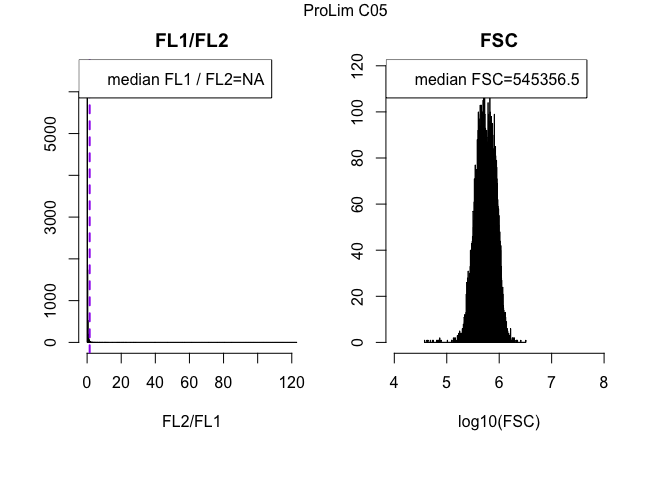 ProLim C05
FL1/FL2
FSC
median FL1 / FL2=NA
median FSC=545356.5
0
1000
3000
5000
0 20 40 60 80 120
FL2/FL1
0
20
40
60
80
100
120
4 5 6 7 8
log10(FSC)